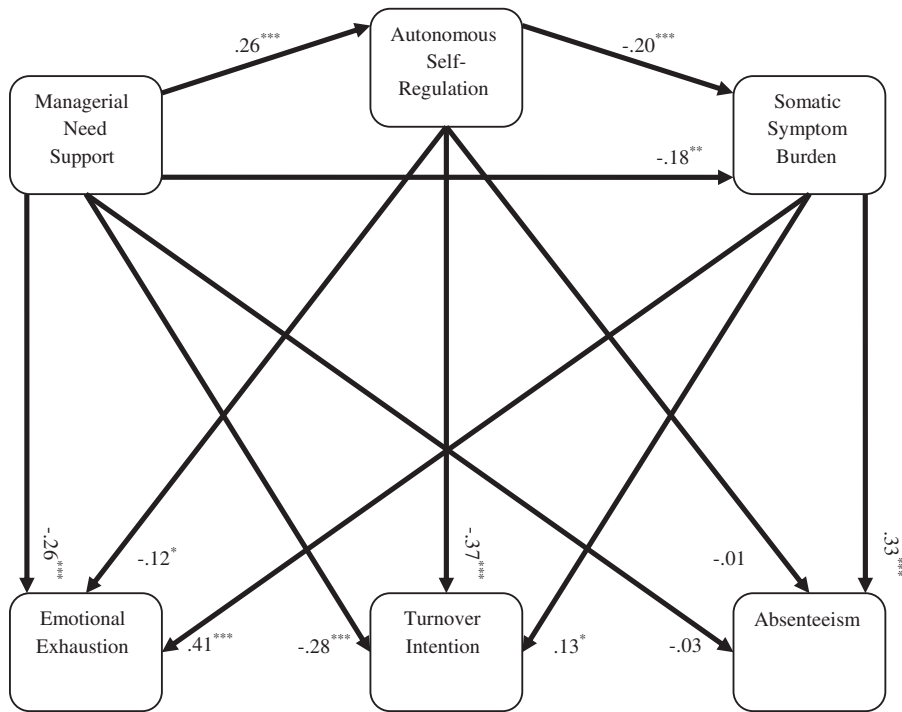 Autonomous
Self-
Regulation
.26***
-.20***
Managerial
Need
Support
Somatic
Symptom
Burden
-.18**
-.26***
-.12*
-.37***
-.01
.33***
Emotional
Exhaustion
.41***
-.28***
Turnover
Intention
.13*
-.03
Absenteeism